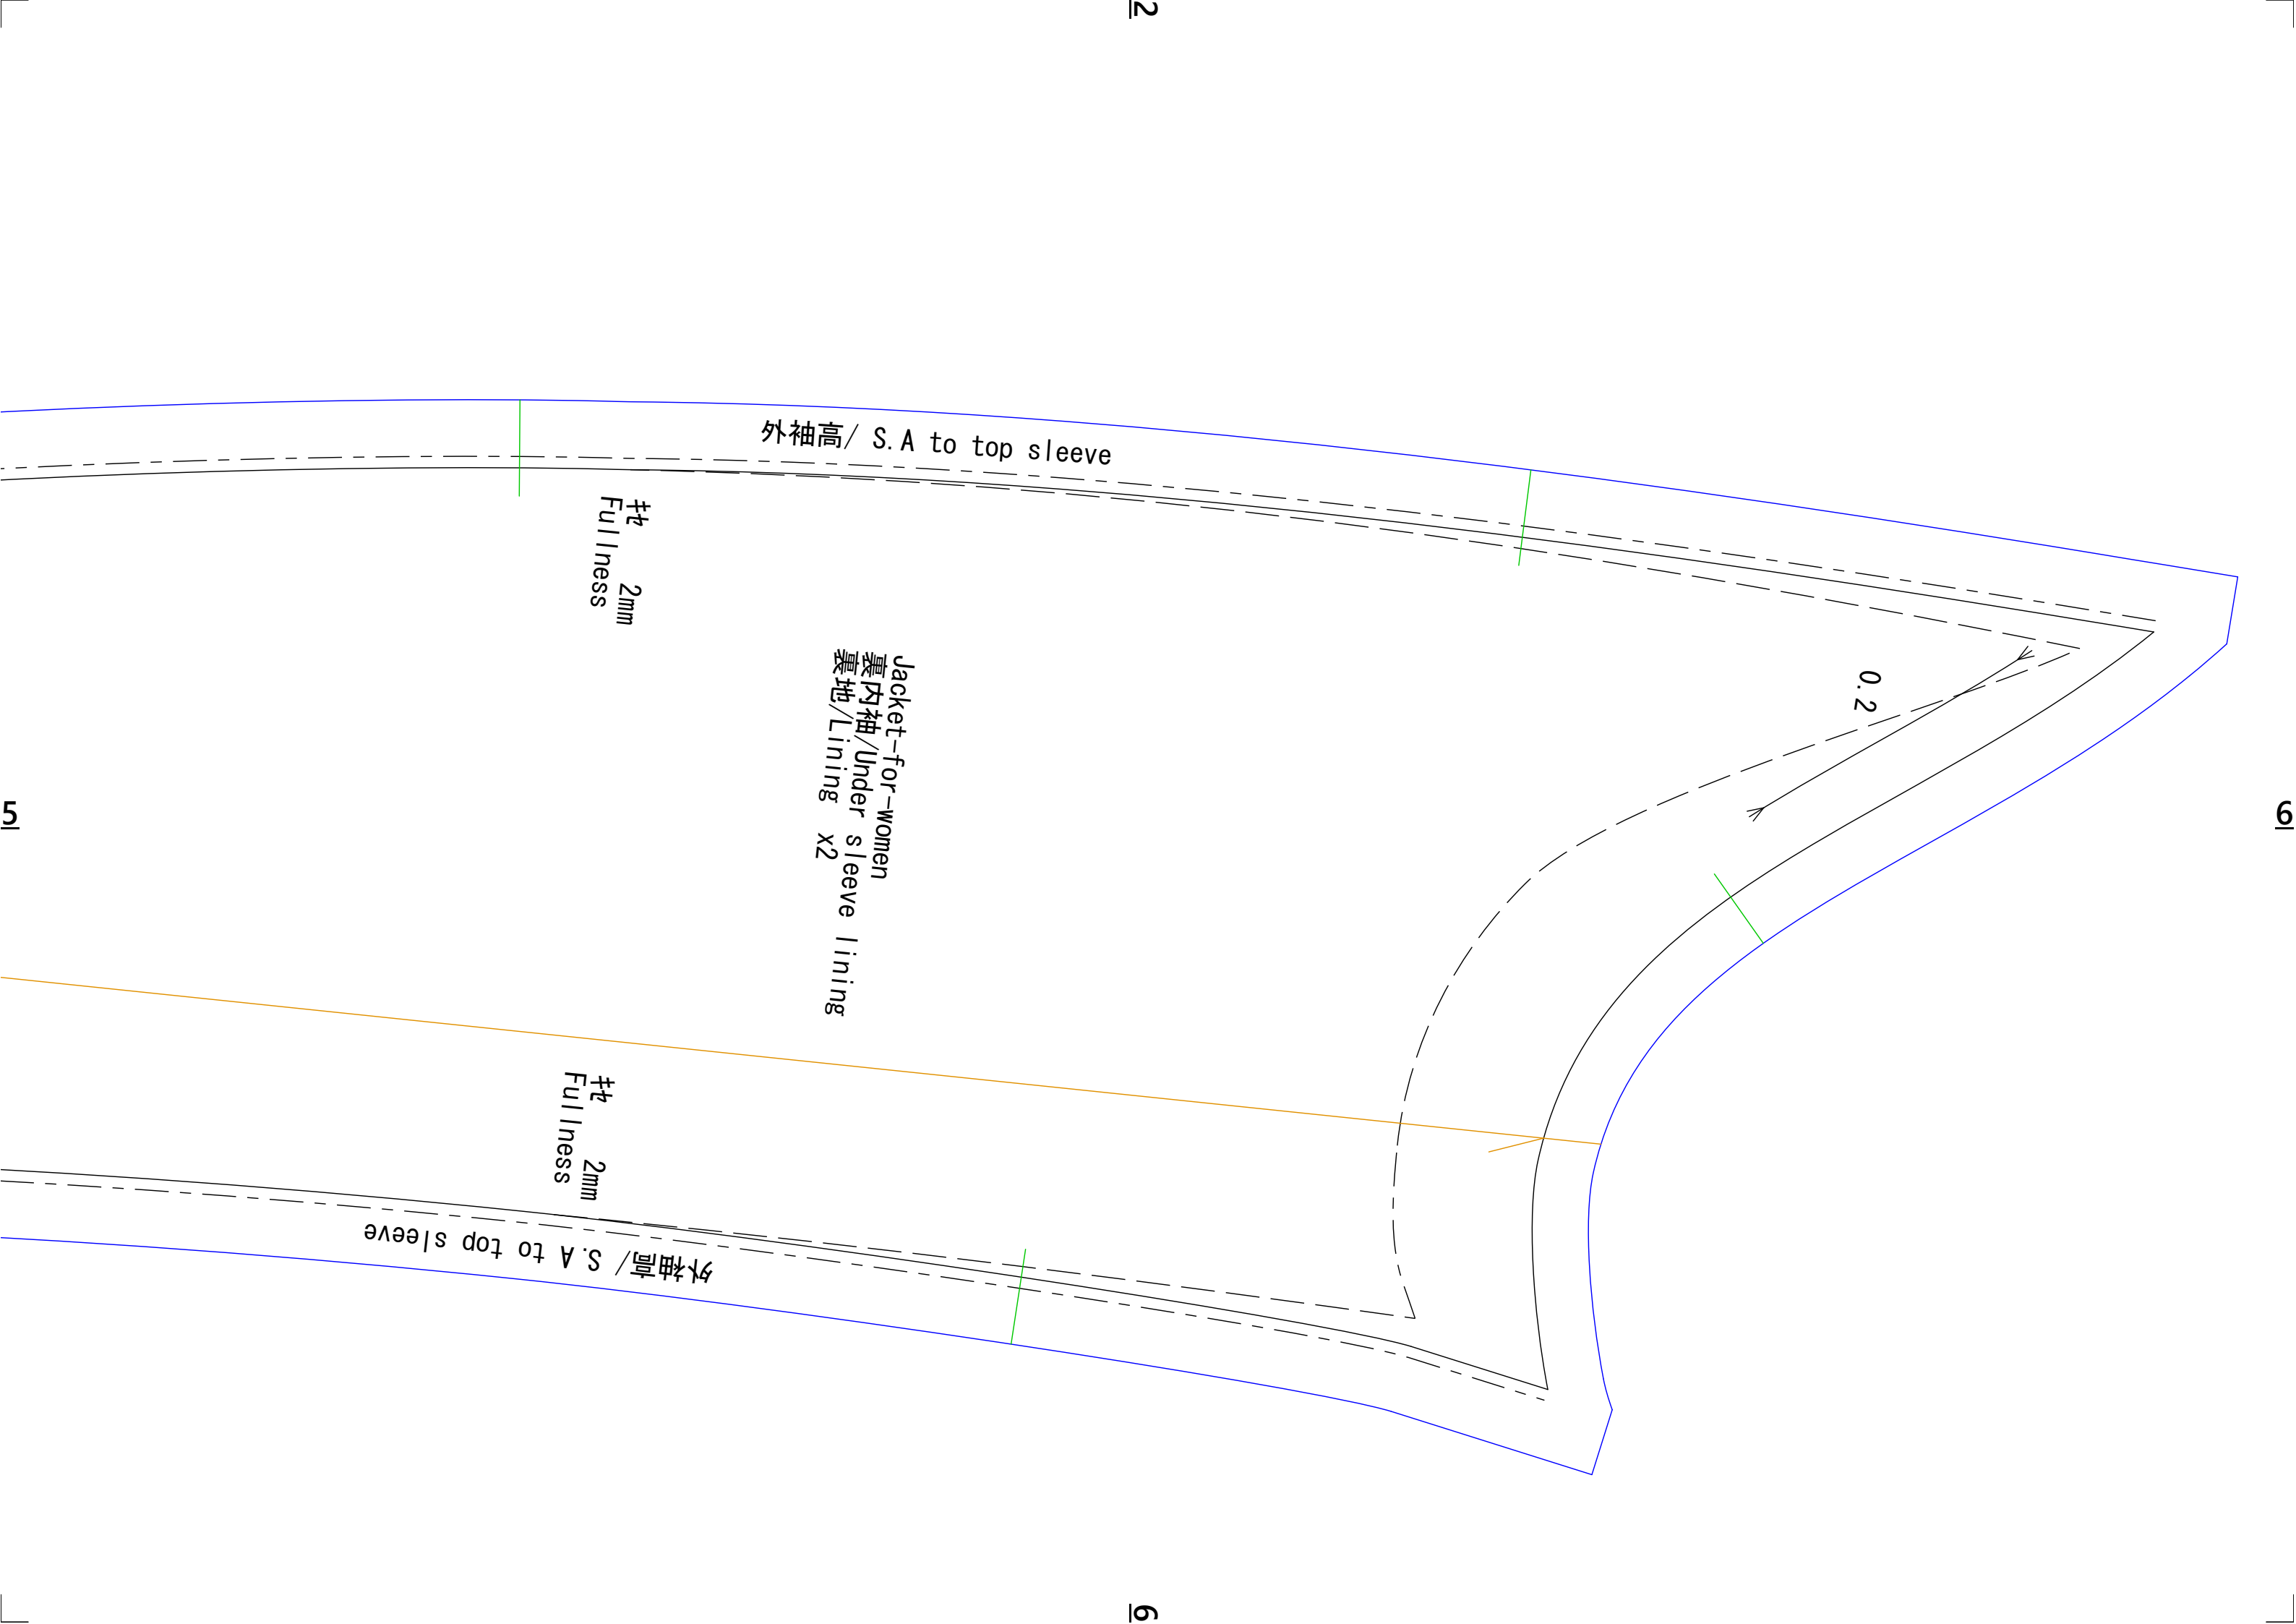 2
外袖高/ S.A to top sleeve
ｷｾ 2mm
Fullness
0.2
Jacket-for-women
裏内袖/Under sleeve lining
裏地/Lining x2
5
6
ｷｾ 2mm
Fullness
外袖高/ S.A to top sleeve
6